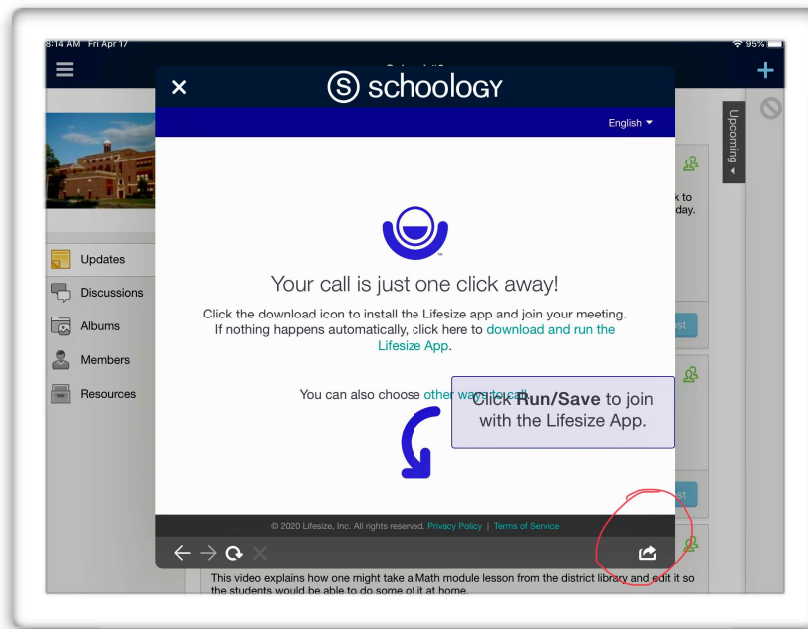 8:14 AM Fri Apr 17
95%
schoology
English
Upcoming
k to
day.
Your call is just one click away!
Click the download icon to install the Lifesize app and join your meeting.
If nothing happens automatically, click here to download and run the
Lifesize App.
You can also choose other ways to call.
Click Run/Save to join
with the Lifesize App.
Updates
Discussions
Albums
Members
Resources
st
st
© 2020 Lifesize, Inc. All rights reserved. Privacy Policy | Terms of Service
This video explains how one might take a Math module lesson from the district library and edit it so
the students would be able to do some of it at home.